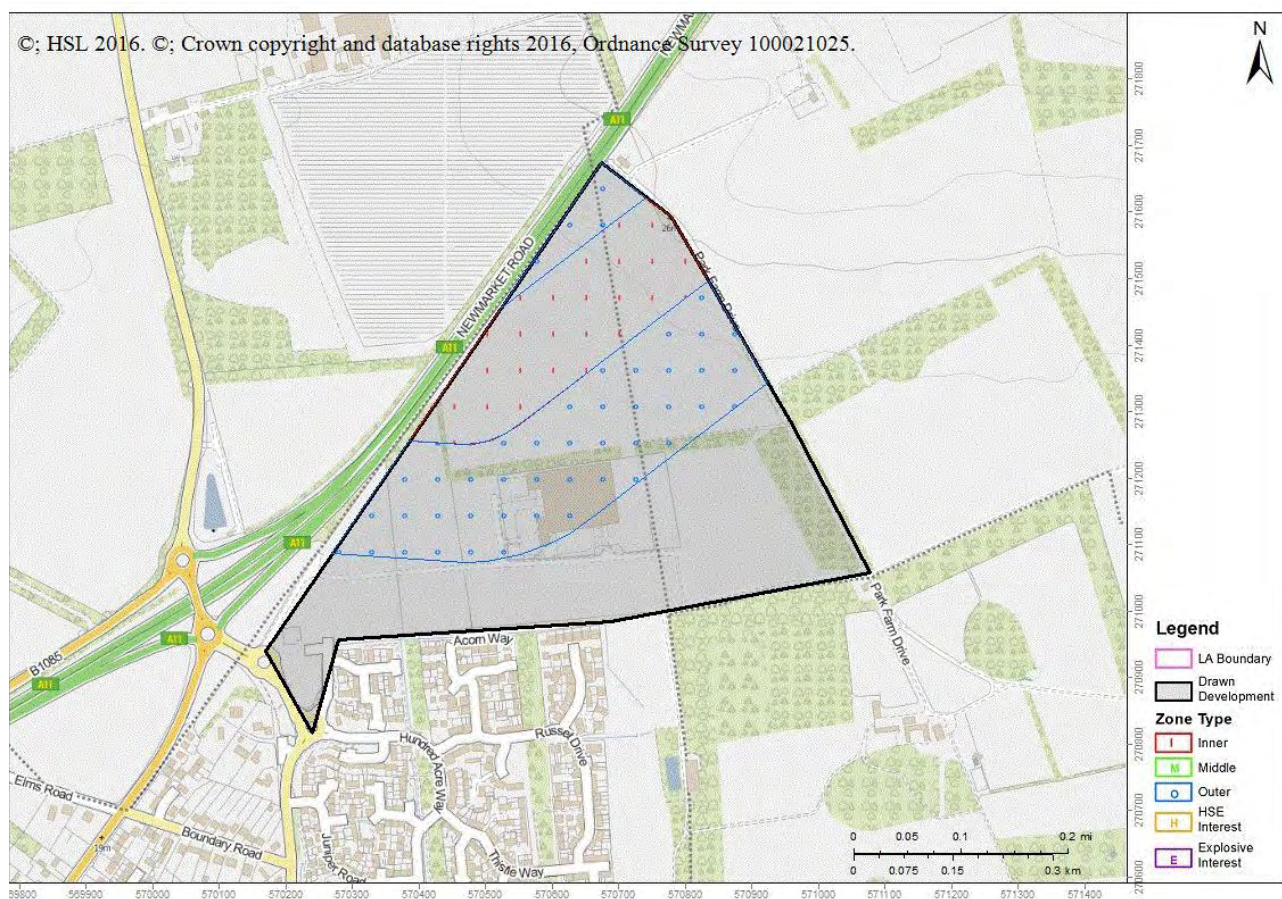 ©; HSL 2016. ©; Crown copyright and database rights 2016, Ordnance Survey 100021025.
N
A11
NEWMARKET ROAD
A11
26m
Park Farm Drive
A11
A11
A11
B1085
Acorn Way
Park Farm Drive
Hundred Acre Way
Russet Drive
Elms Road
Boundary Road
Juniper Road
Thistle Way
19m
0 0.05 0.1 0.2 mi
0 0.075 0.15 0.3 km
Legend
LA Boundary
Drawn
Development
Zone Type
I Inner
M Middle
O Outer
H HSE
Interest
E Explosive
Interest
271800
271700
271600
271500
271400
271300
271200
271100
271000
270900
270800
270700
270600
569900
570000
570100
570200
570300
570400
570500
570600
570700
570800
570900
571000
571100
571200
571300
571400